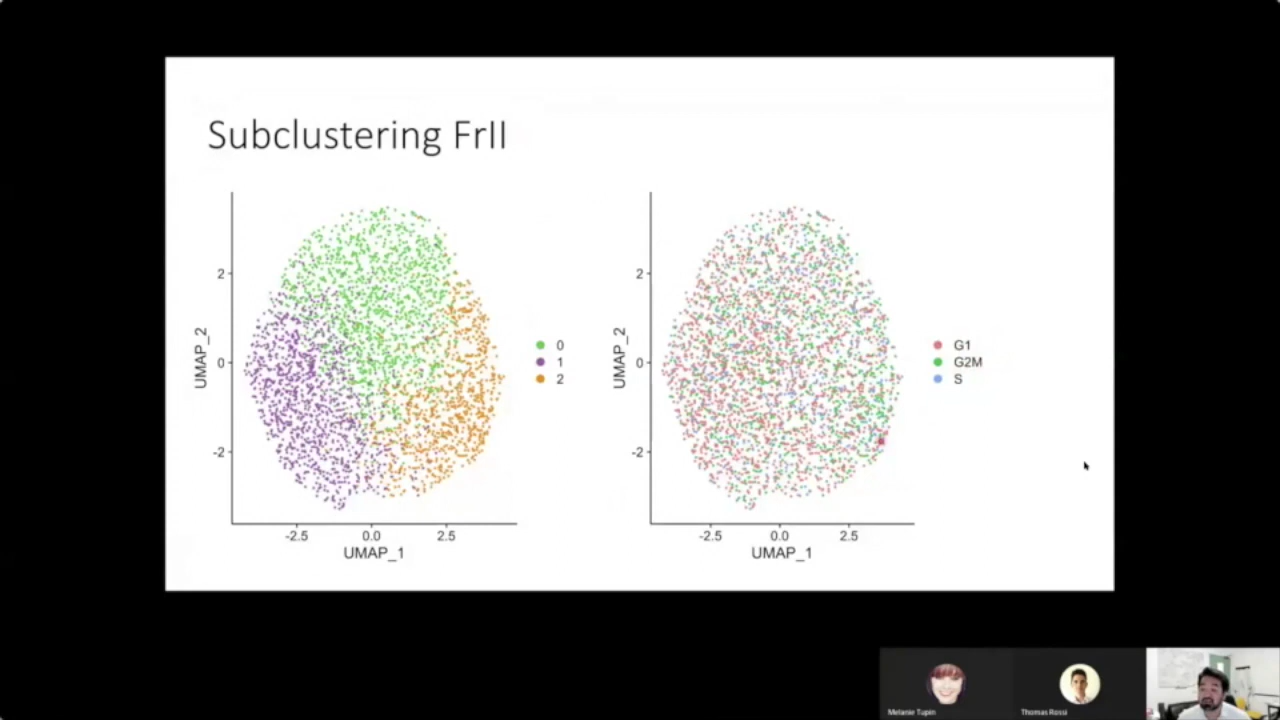 Subclustering FrII
UMAP_2
2
0
-2
-2.5 0.0 2.5
UMAP_1
0
1
2
UMAP_2
2
0
-2
-2.5 0.0 2.5
UMAP_1
G1
G2M
S
Melanie Tupin
Thomas Rossi